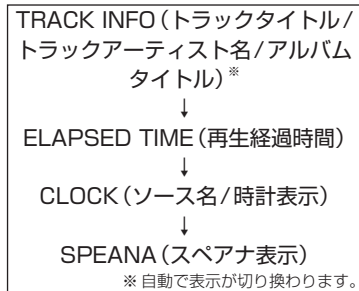 TRACK INFO（トラックタイトル/
トラックアーティスト名/アルバム
タイトル）※
↓
ELAPSED TIME（再生経過時間）
↓
CLOCK（ソース名/時計表示）
↓
SPEANA（スペアナ表示）
※ 自動で表示が切り換わります。